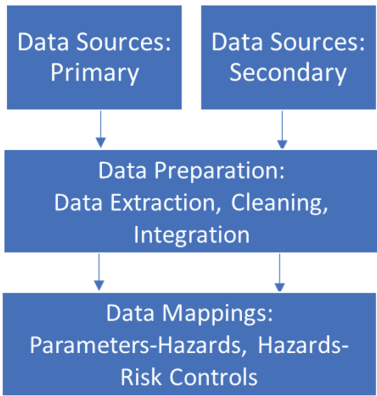 Data Sources:
Primary
Data Sources:
Secondary
Data Preparation:
Data Extraction, Cleaning,
Integration
Data Mappings:
Parameters-Hazards, Hazards-
Risk Controls